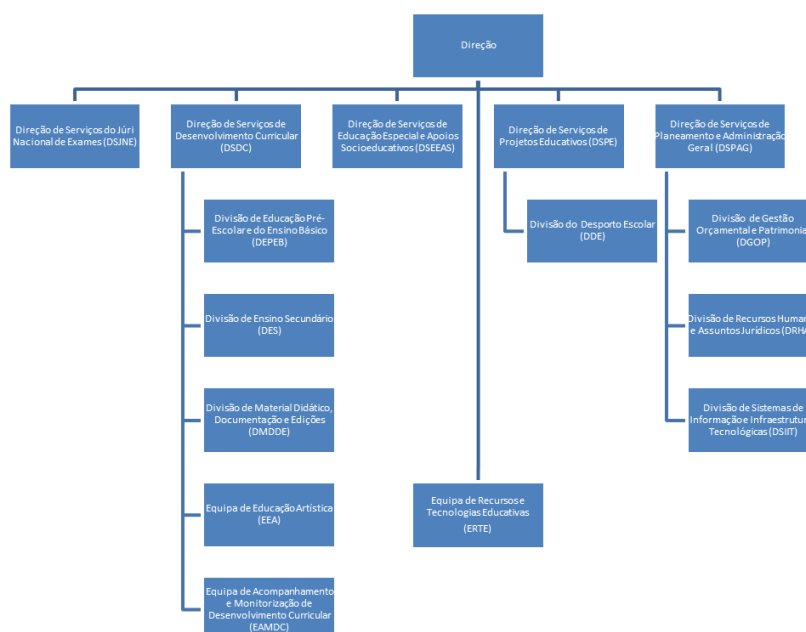 Direção
Direção de Serviços do Júri
Nacional de Exames (DSJNE)
Direção de Serviços de
Desenvolvimento Curricular
(DSDC)
Direção de Serviços de
Educação Especial e Apoios
Socioeducativos (DSEEAS)
Direção de Serviços de
Projetos Educativos (DSPE)
Direção de Serviços de
Planeamento e Administração
Geral (DSPAG)
Divisão de Educação Pré-
Escolar e do Ensino Básico
(DEPEB)
Divisão do Desporto Escolar
(DDE)
Divisão de Gestão
Orçamental e Patrimonia
(DGOP)
Divisão de Ensino Secundário
(DES)
Divisão de Recursos Human
e Assuntos Jurídicos (DRHA
Divisão de Material Didático,
Documentação e Edições
(DMDDE)
Divisão de Sistemas de
Informação e Infraestrutur
Tecnológicas (DSIIT)
Equipa de Educação Artística
(EEA)
Equipa de Recursos e
Tecnologias Educativas
(ERTE)
Equipa de Acompanhamento
e Monitorização de
Desenvolvimento Curricular
(EAMDC)